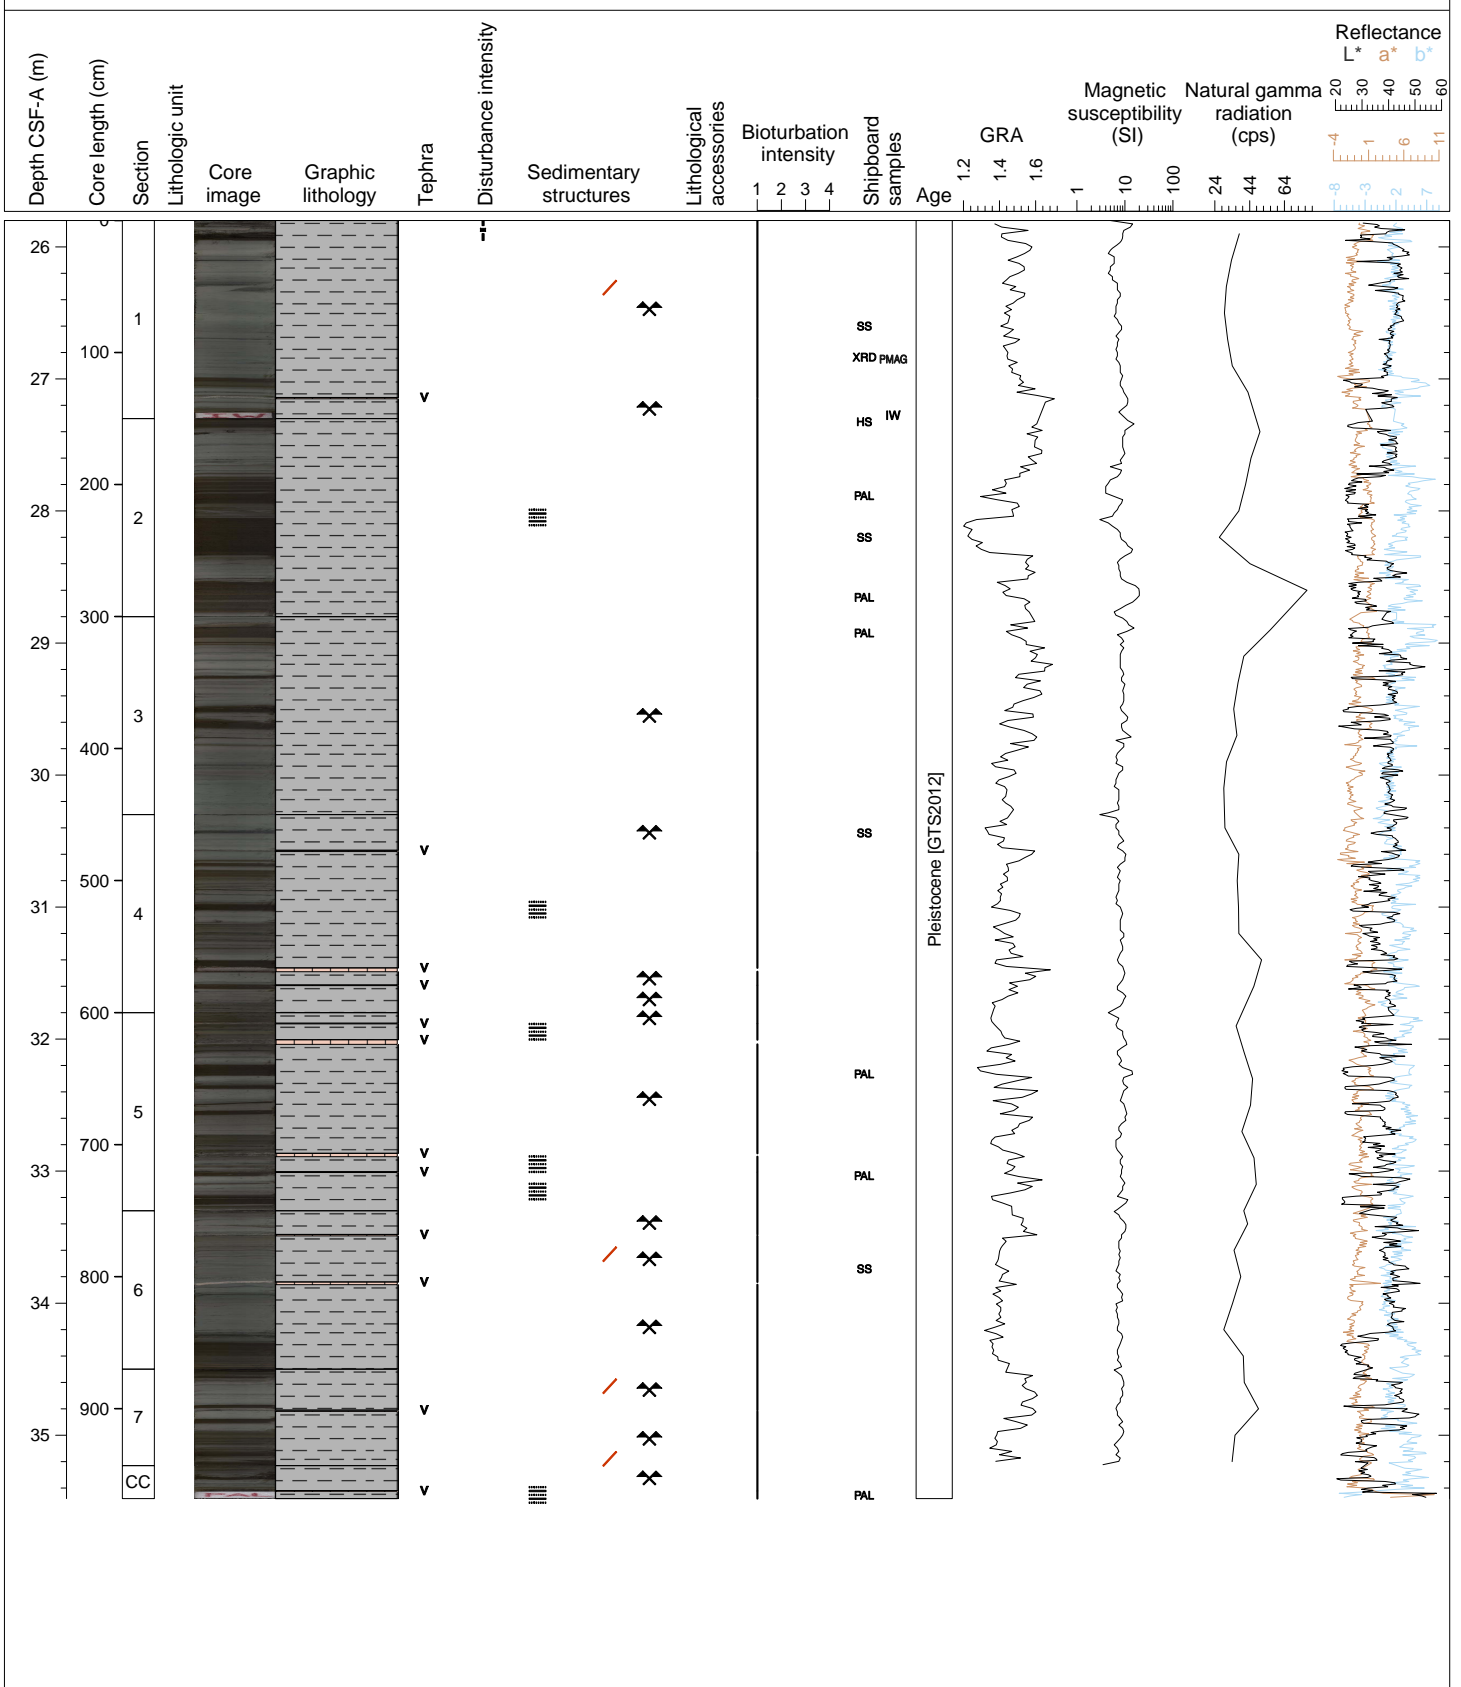 Depth CSF-A (m)
Core length (cm)
Section
Lithologic unit
Core
image
Graphic
lithology
Tephra
Disturbance intensity
Sedimentary
structures
Lithological
accessories
Bioturbation
intensity
1 2 3 4
Shipboard
samples
Age
GRA
1.2 1.4 1.6
Magnetic
susceptibility
(SI)
1 10 100
Natural gamma
radiation
(cps)
24 44 64
Reflectance
L* a* b*
20 30 40 50 60
-4 1 6 11
-8 -3 2 7
0
26
1
SS
100
XRD PMAG
27
V
IW
HS
200
PAL
28
2
SS
PAL
300
PAL
29
3
400
30
Pleistocene [GTS2012]
SS
V
500
31
4
V
V
600
V
32
V
PAL
5
700
V
33
V
PAL
V
SS
800
V
6
34
900
V
7
35
CC
V
PAL